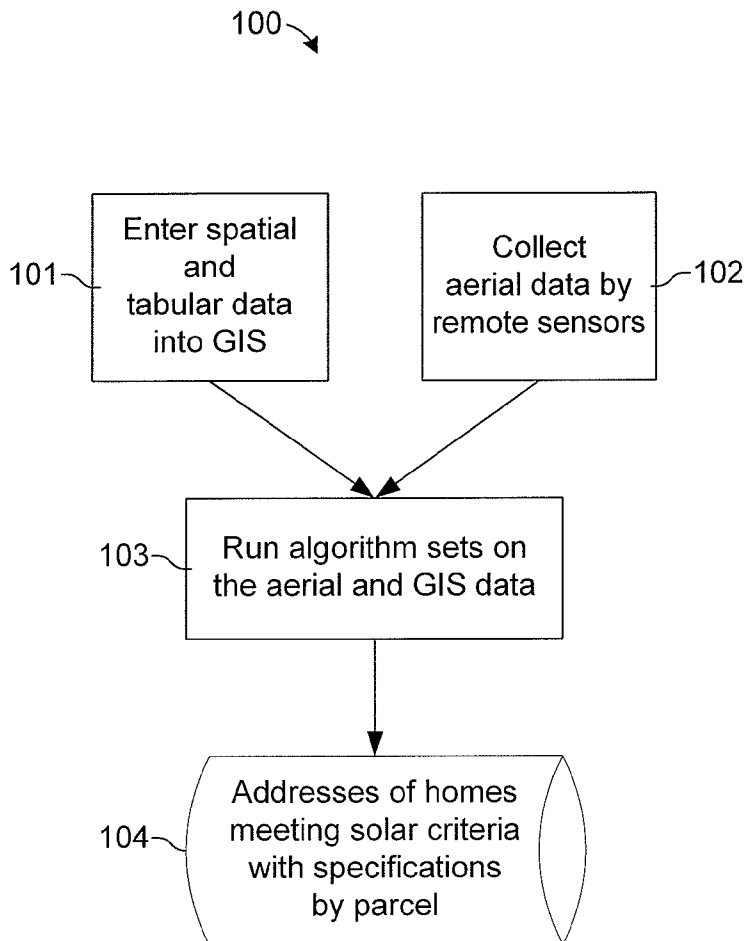 100
Enter spatial
and
tabular data
into GIS
101
Collect
aerial data by
remote sensors
102
Run algorithm sets on
the aerial and GIS data
103
Addresses of homes
meeting solar criteria
with specifications
by parcel
104